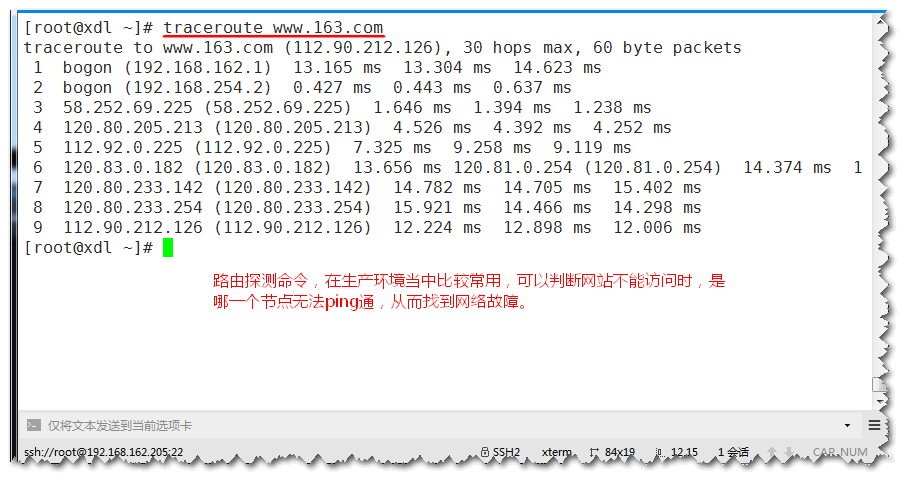 [root@xdl ~]# traceroute www.163.com
traceroute to www.163.com (112.90.212.126), 30 hops max, 60 byte packets
1 bogon (192.168.162.1) 13.165 ms 13.304 ms 14.623 ms
2 bogon (192.168.254.2) 0.427 ms 0.443 ms 0.637 ms
3 58.252.69.225 (58.252.69.225) 1.646 ms 1.394 ms 1.238 ms
4 120.80.205.213 (120.80.205.213) 4.526 ms 4.392 ms 4.252 ms
5 112.92.0.225 (112.92.0.225) 7.325 ms 9.258 ms 9.119 ms
6 120.83.0.182 (120.83.0.182) 13.656 ms 120.81.0.254 (120.81.0.254) 14.374 ms 1
7 120.80.233.142 (120.80.233.142) 14.782 ms 14.705 ms 15.402 ms
8 120.80.233.254 (120.80.233.254) 15.921 ms 14.466 ms 14.298 ms
9 112.90.212.126 (112.90.212.126) 12.224 ms 12.898 ms 12.006 ms
[root@xdl ~]#
路由探测命令，在生产环境当中比较常用，可以判断网站不能访问时，是
哪一个节点无法ping通，从而找到网络故障。
仅将文本发送到当前选项卡
ssh://root@192.168.162.205:22 SSH2 xterm 84x19 12,15 1 会话 CAP NUM